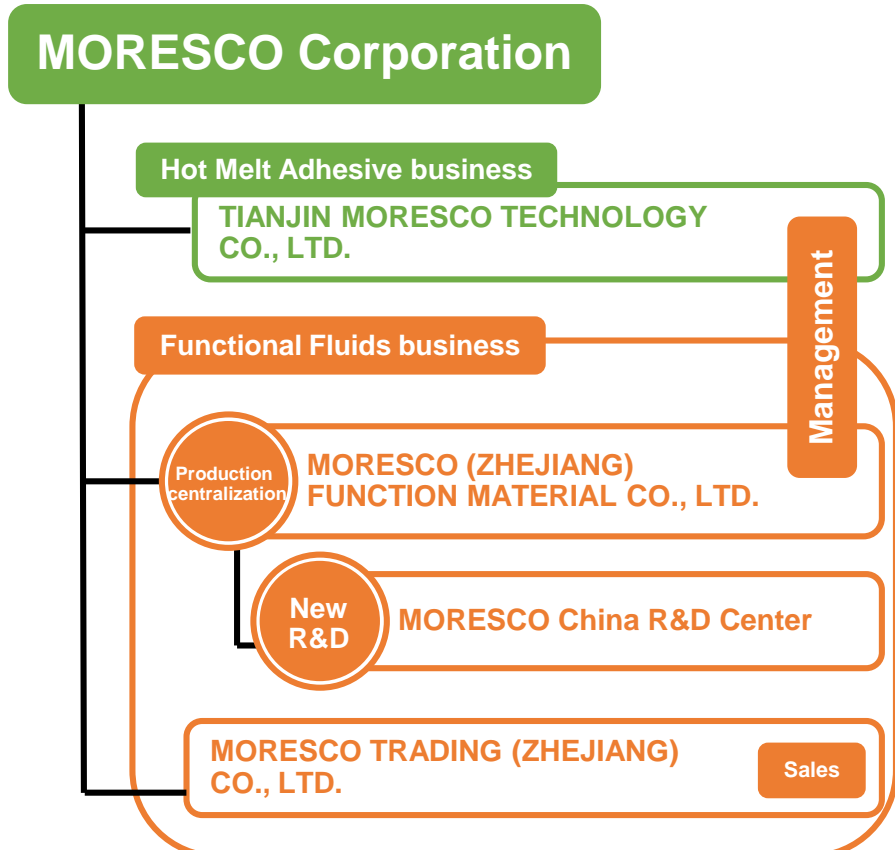 MORESCO Corporation
Hot Melt Adhesive business
TIANJIN MORESCO TECHNOLOGY
CO., LTD.
Management
Functional Fluids business
Production
centralization
MORESCO (ZHEJIANG)
FUNCTION MATERIAL CO., LTD.
New
R&D
MORESCO China R&D Center
MORESCO TRADING (ZHEJIANG)
CO., LTD.
Sales